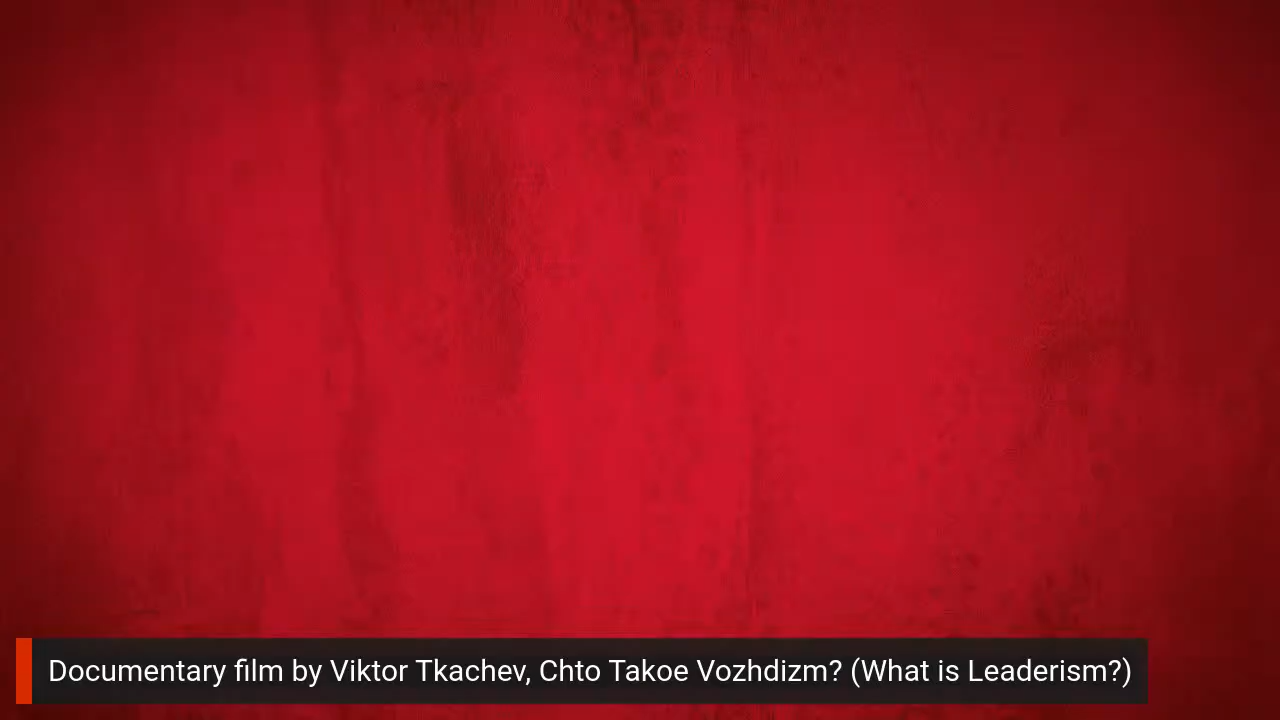 Documentary film by Viktor Tkachev, Chto Takoe Vozhdizm? (What is Leaderism?)